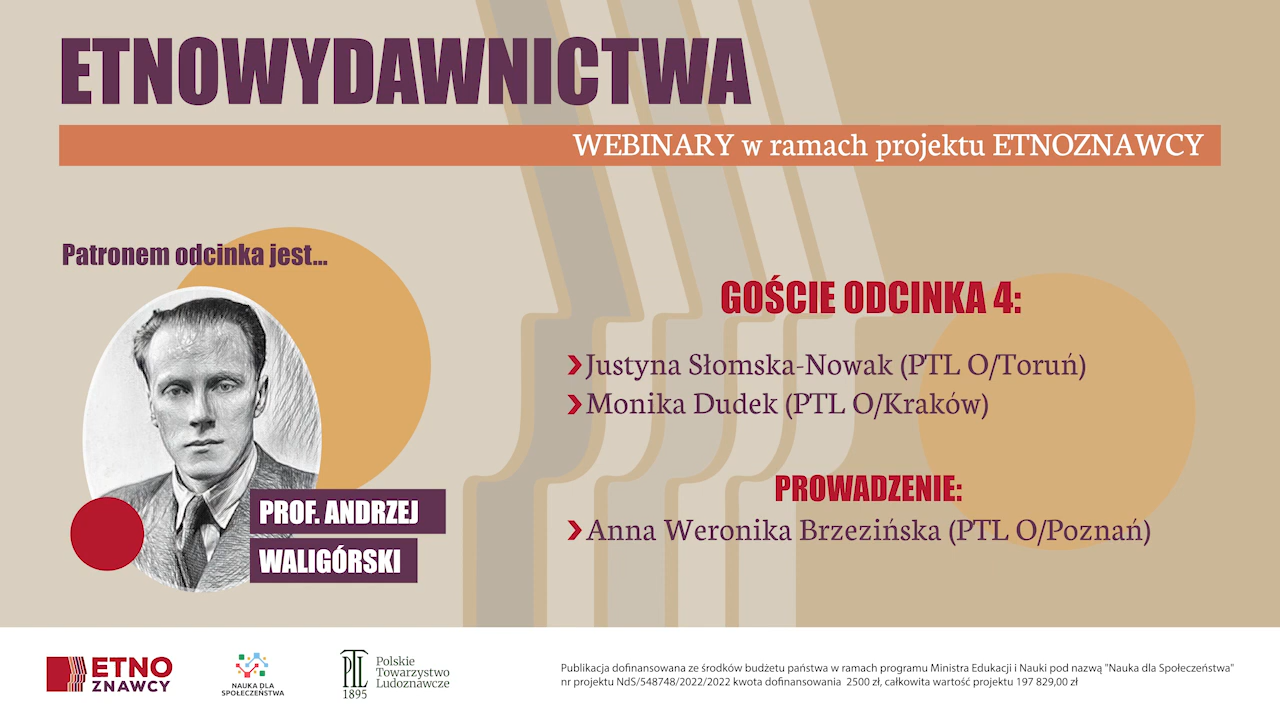 ETNOWYDAWNICTWA
WEBINARY w ramach projektu ETNOZNAWCY
Patronem odcinka jest...
PROF. ANDRZEJ
WALIGÓRSKI
GOŚCIE ODCINKA 4:
Justyna Słomska-Nowak (PTL O/Toruń)
Monika Dudek (PTL O/Kraków)
PROWADZENIE:
Anna Weronika Brzezińska (PTL O/Poznań)
ETNO
ZNAWCY
NAUKA DLA
SPOŁECZEŃSTWA
PTL
1895
Polskie
Towarzystwo
Ludoznawcze
Publikacja dofinansowana ze środków budżetu państwa w ramach programu Ministra Edukacji i Nauki pod nazwą "Nauka dla Społeczeństwa"
nr projektu NdS/548748/2022/2022 kwota dofinansowania 2500 zł, całkowita wartość projektu 197 829,00 zł